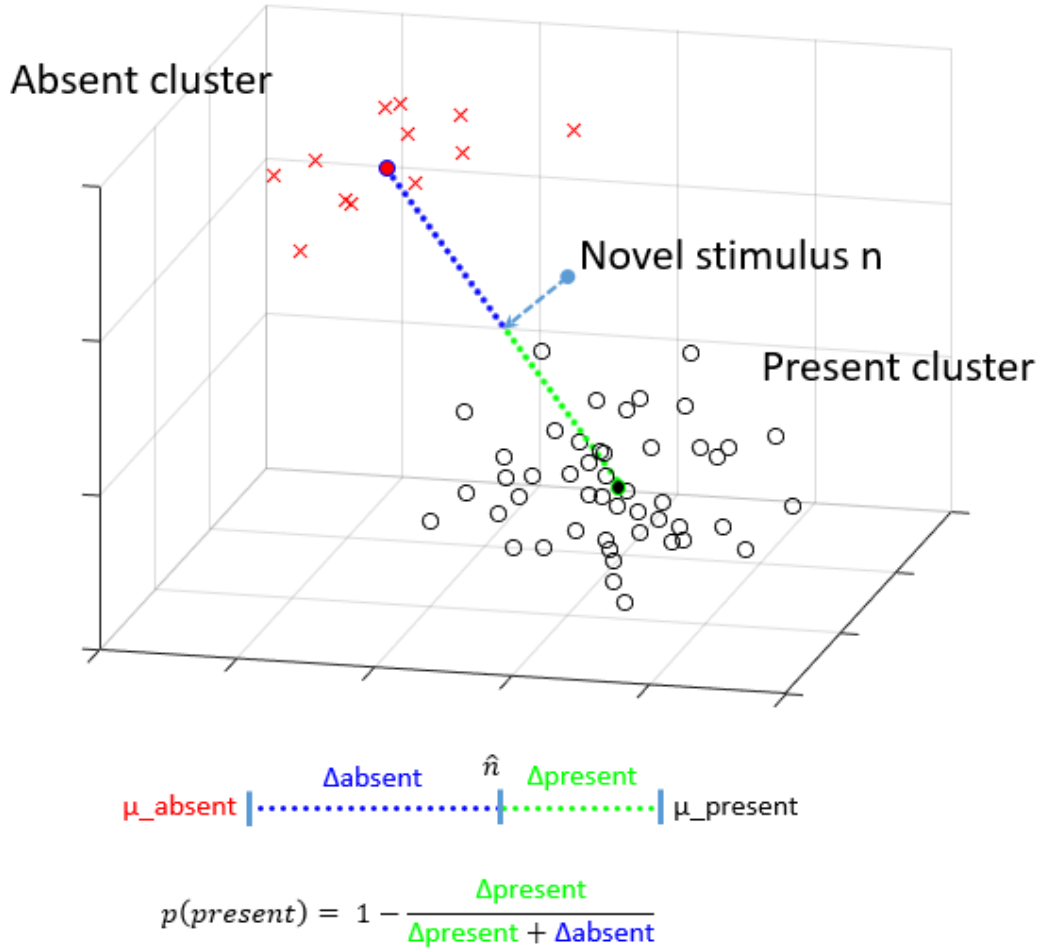 Absent cluster
Novel stimulus n
Present cluster
Δabsent n̂ Δpresent
μ_absent μ_present
p(present) = 1 − Δpresent / Δpresent + Δabsent